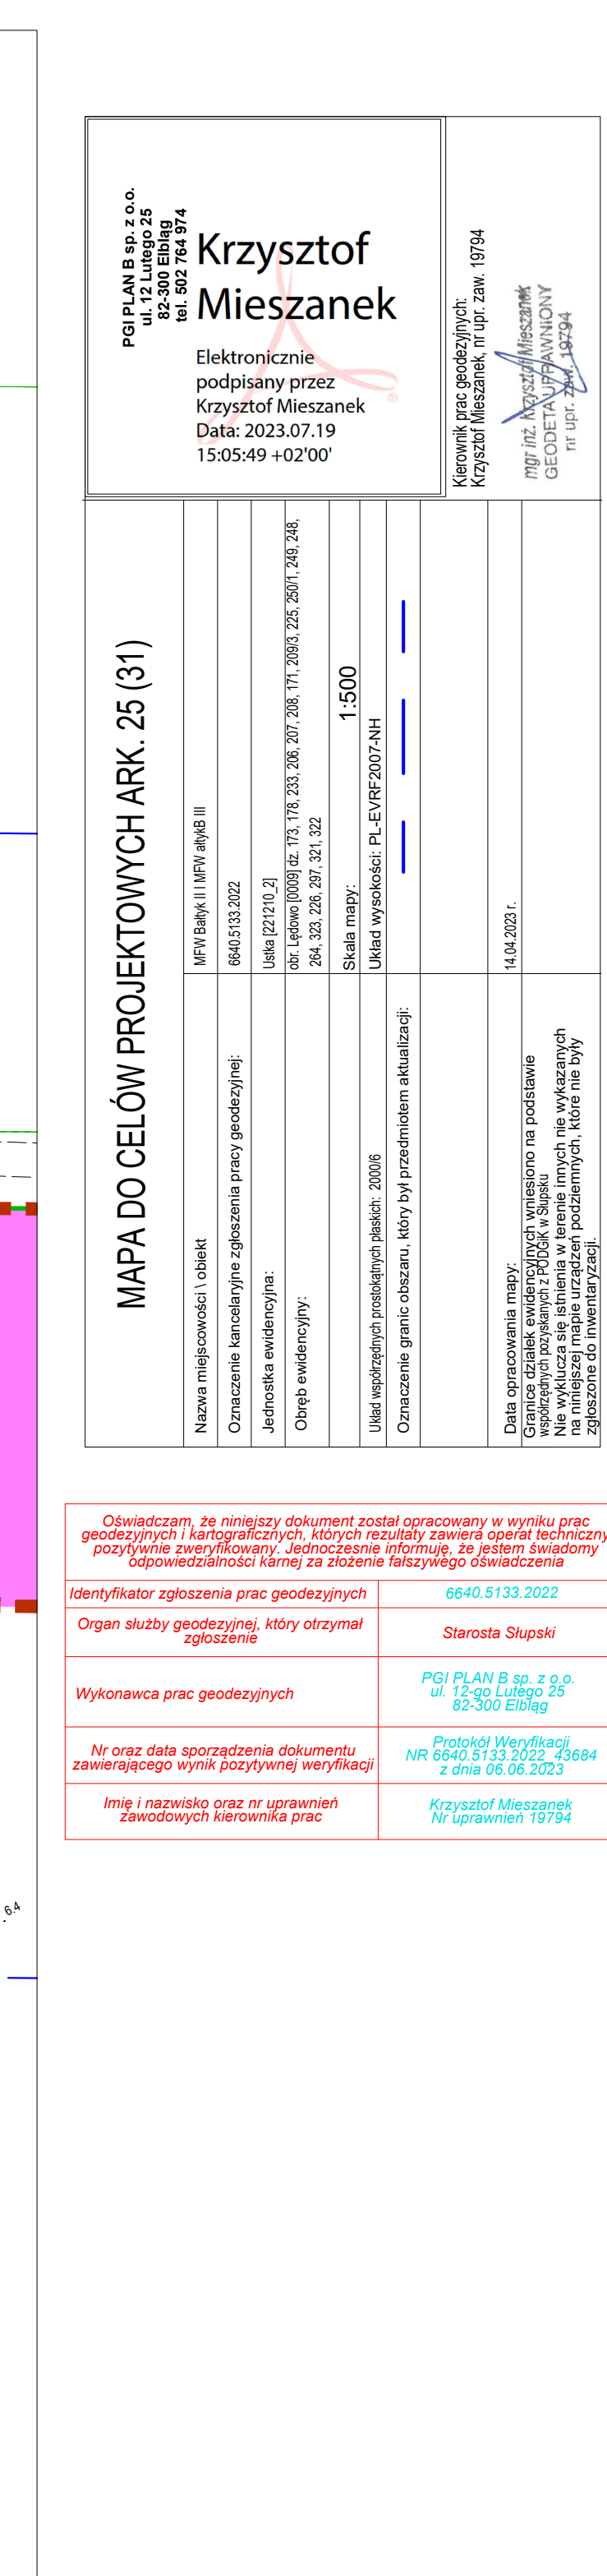 PGI PLAN B sp. z o.o.
ul. 12 Lutego 25
82-300 Elbląg
tel. 502 764 974
Krzysztof
Mieszanek
Elektronicznie
podpisany przez
Krzysztof Mieszanek
Data: 2023.07.19
15:05:49 +02'00'
Kierownik prac geodezyjnych:
Krzysztof Mieszanek, nr upr. zaw. 19794
mgr inż. Krzysztof Mieszanek
GEODETA UPRAWNIONY
nr upr. zaw. 19794
MAPA DO CELÓW PROJEKTOWYCH ARK. 25 (31)
Nazwa miejscowości \ obiekt
MFW Bałtyk II I MFW ałtykB III
Oznaczenie kancelaryjne zgłoszenia pracy geodezyjnej:
6640.5133.2022
Jednostka ewidencyjna:
Ustka [221210_2]
Obręb ewidencyjny:
obr. Lędowo [0009] dz. 173, 178, 233, 206, 207, 208, 171, 209/3, 225, 250/1, 249, 248,
264, 323, 226, 297, 321, 322
Skala mapy:
1:500
Układ współrzędnych prostokątnych płaskich: 2000/6
Układ wysokości: PL-EVRF2007-NH
Oznaczenie granic obszaru, który był przedmiotem aktualizacji:
Data opracowania mapy:
14.04.2023 r.
Granice działek ewidencyjnych wniesiono na podstawie
współrzędnych pozyskanych z PODGiK w Słupsku
Nie wyklucza się istnienia w terenie innych nie wykazanych
na niniejszej mapie urządzeń podziemnych, które nie były
zgłoszone do inwentaryzacji.
Oświadczam, że niniejszy dokument został opracowany w wyniku prac
geodezyjnych i kartograficznych, których rezultaty zawiera operat techniczny
pozytywnie zweryfikowany. Jednoczesnie informuję, że jestem świadomy
odpowiedzialności karnej za złożenie fałszywego oświadczenia
Identyfikator zgłoszenia prac geodezyjnych
6640.5133.2022
Organ służby geodezyjnej, który otrzymał
zgłoszenie
Starosta Słupski
Wykonawca prac geodezyjnych
PGI PLAN B sp. z o.o.
ul. 12-go Lutego 25
82-300 Elbląg
Nr oraz data sporządzenia dokumentu
zawierającego wynik pozytywnej weryfikacji
Protokół Weryfikacji
NR 6640.5133.2022_43684
z dnia 06.06.2023
Imię i nazwisko oraz nr uprawnień
zawodowych kierownika prac
Krzysztof Mieszanek
Nr uprawnień 19794
6.4